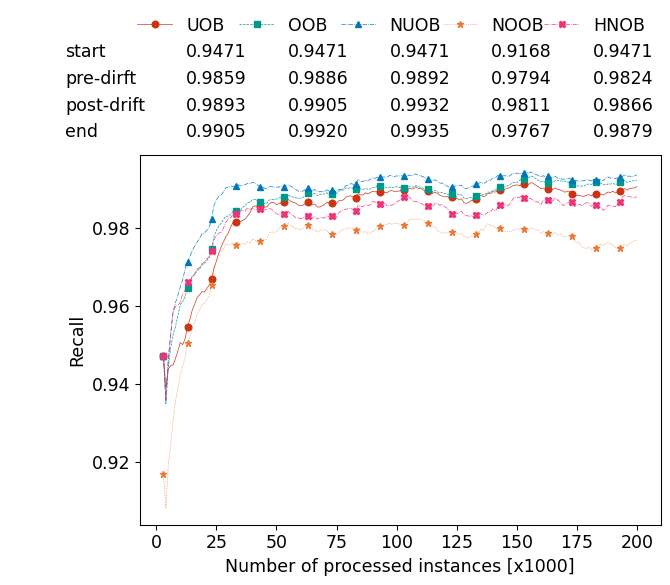 UOB OOB NUOB NOOB HNOB
start 0.9471 0.9471 0.9471 0.9168 0.9471
pre-dirft 0.9859 0.9886 0.9892 0.9794 0.9824
post-drift 0.9893 0.9905 0.9932 0.9811 0.9866
end 0.9905 0.9920 0.9935 0.9767 0.9879
0.98
0.96
0.94
0.92
Recall
0 25 50 75 100 125 150 175 200
Number of processed instances [x1000]